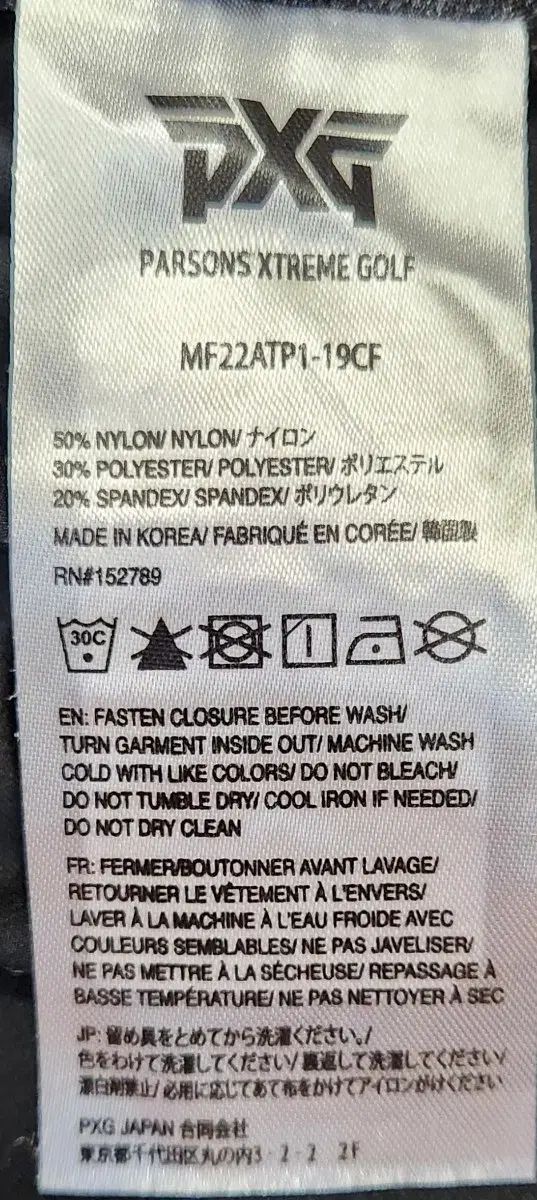 PXG
PARSONS XTREME GOLF
MF22ATP1-19CF
50% NYLON/ NYLON/ ナイロン
30% POLYESTER/ POLYESTER/ ポリエステル
20% SPANDEX/ SPANDEX/ ポリウレタン
MADE IN KOREA/ FABRIQUÉ EN CORÉE/ 韓国製
RN#152789
30C
EN: FASTEN CLOSURE BEFORE WASH/
TURN GARMENT INSIDE OUT/ MACHINE WASH
COLD WITH LIKE COLORS/ DO NOT BLEACH/
DO NOT TUMBLE DRY/ COOL IRON IF NEEDED/
DO NOT DRY CLEAN
FR: FERMER/BOUTONNER AVANT LAVAGE/
RETOURNER LE VÊTEMENT À L'ENVERS/
LAVER À LA MACHINE À L'EAU FROIDE AVEC
COULEURS SEMBLABLES/ NE PAS JAVELISER/
NE PAS METTRE À LA SÉCHEUSE/ REPASSAGE À
BASSE TEMPÉRATURE/ NE PAS NETTOYER À SEC
JP: 留め具をとめてから洗濯ください。/
色をわけて洗濯してください/ 裏返して洗濯してください/
漂白剤禁止/ 必用に応じてあて布をかけてアイロンがけください
PXG JAPAN 合同会社
東京都千代田区丸の内3-2-2 2F